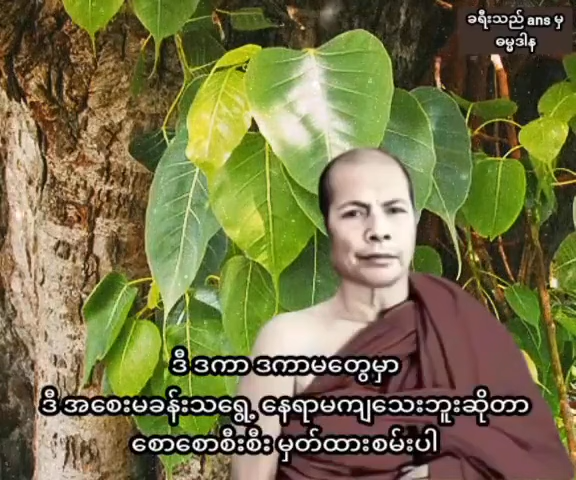 ခရီးသည် ans မှ
ဓမ္မဒါန
ဒီ ဒကာ ဒကာမတွေမှာ
ဒီ အစေးမခန်းသရွေ့ နေရာမကျသေးဘူးဆိုတာ
စောစောစီးစီး မှတ်ထားစမ်းပါ